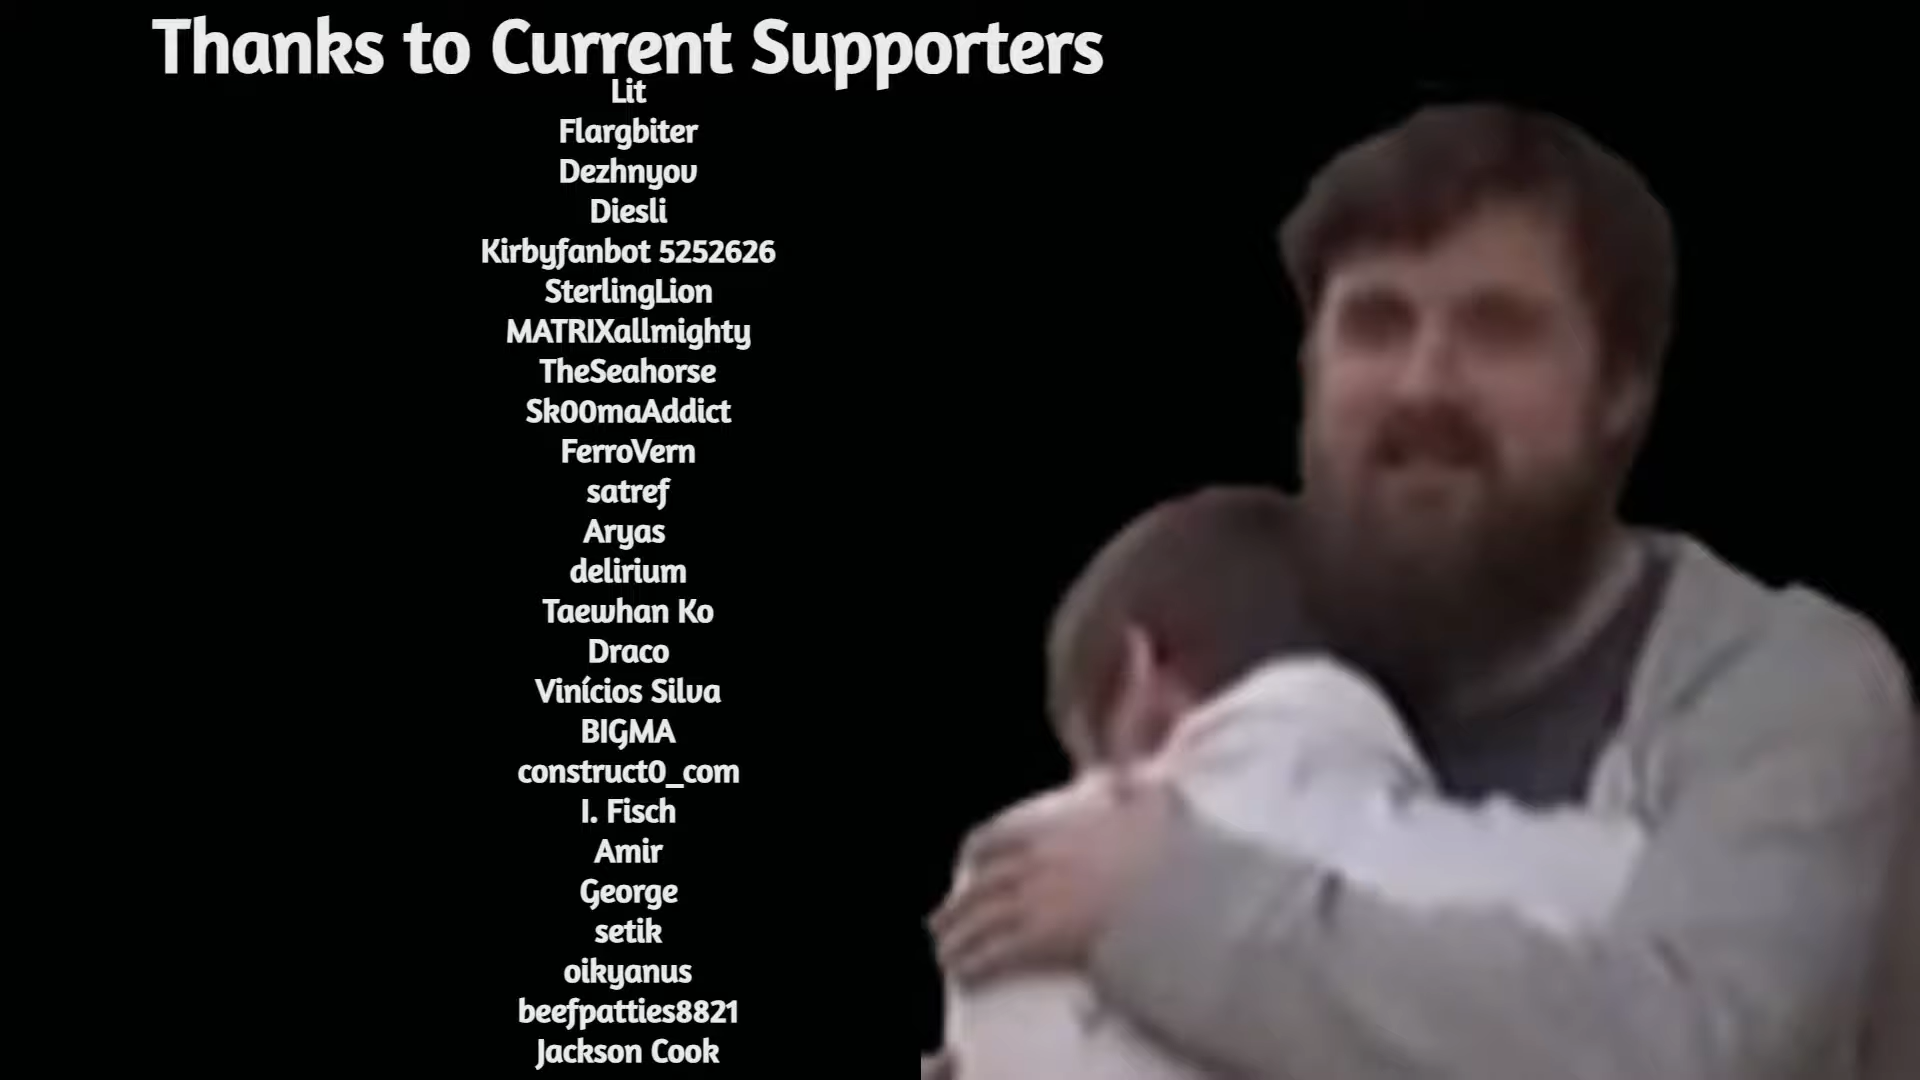 Thanks to Current Supporters
Lit
Flargbiter
Dezhnyov
Diesli
Kirbyfanbot 5252626
SterlingLion
MATRIXallmighty
TheSeahorse
Sk00maAddict
FerroVern
satref
Aryas
delirium
Taewhan Ko
Draco
Vinícios Silva
BIGMA
construct0_com
I. Fisch
Amir
George
setik
oikyanus
beefpatties8821
Jackson Cook